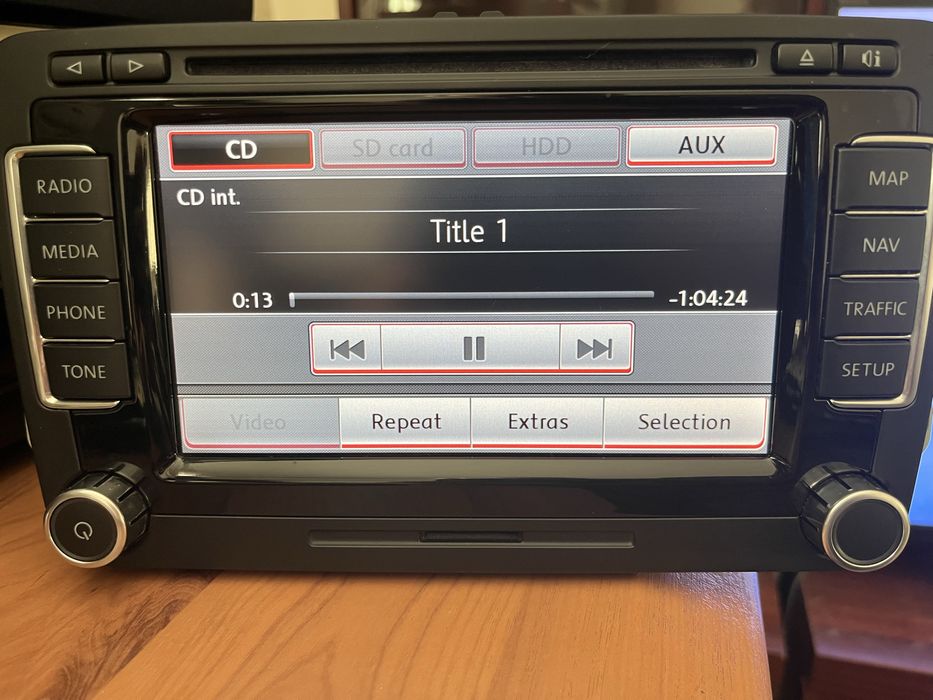 CD SD card HDD AUX
CD int.
Title 1
0:13 -1:04:24
Video Repeat Extras Selection
RADIO
MEDIA
PHONE
TONE
MAP
NAV
TRAFFIC
SETUP